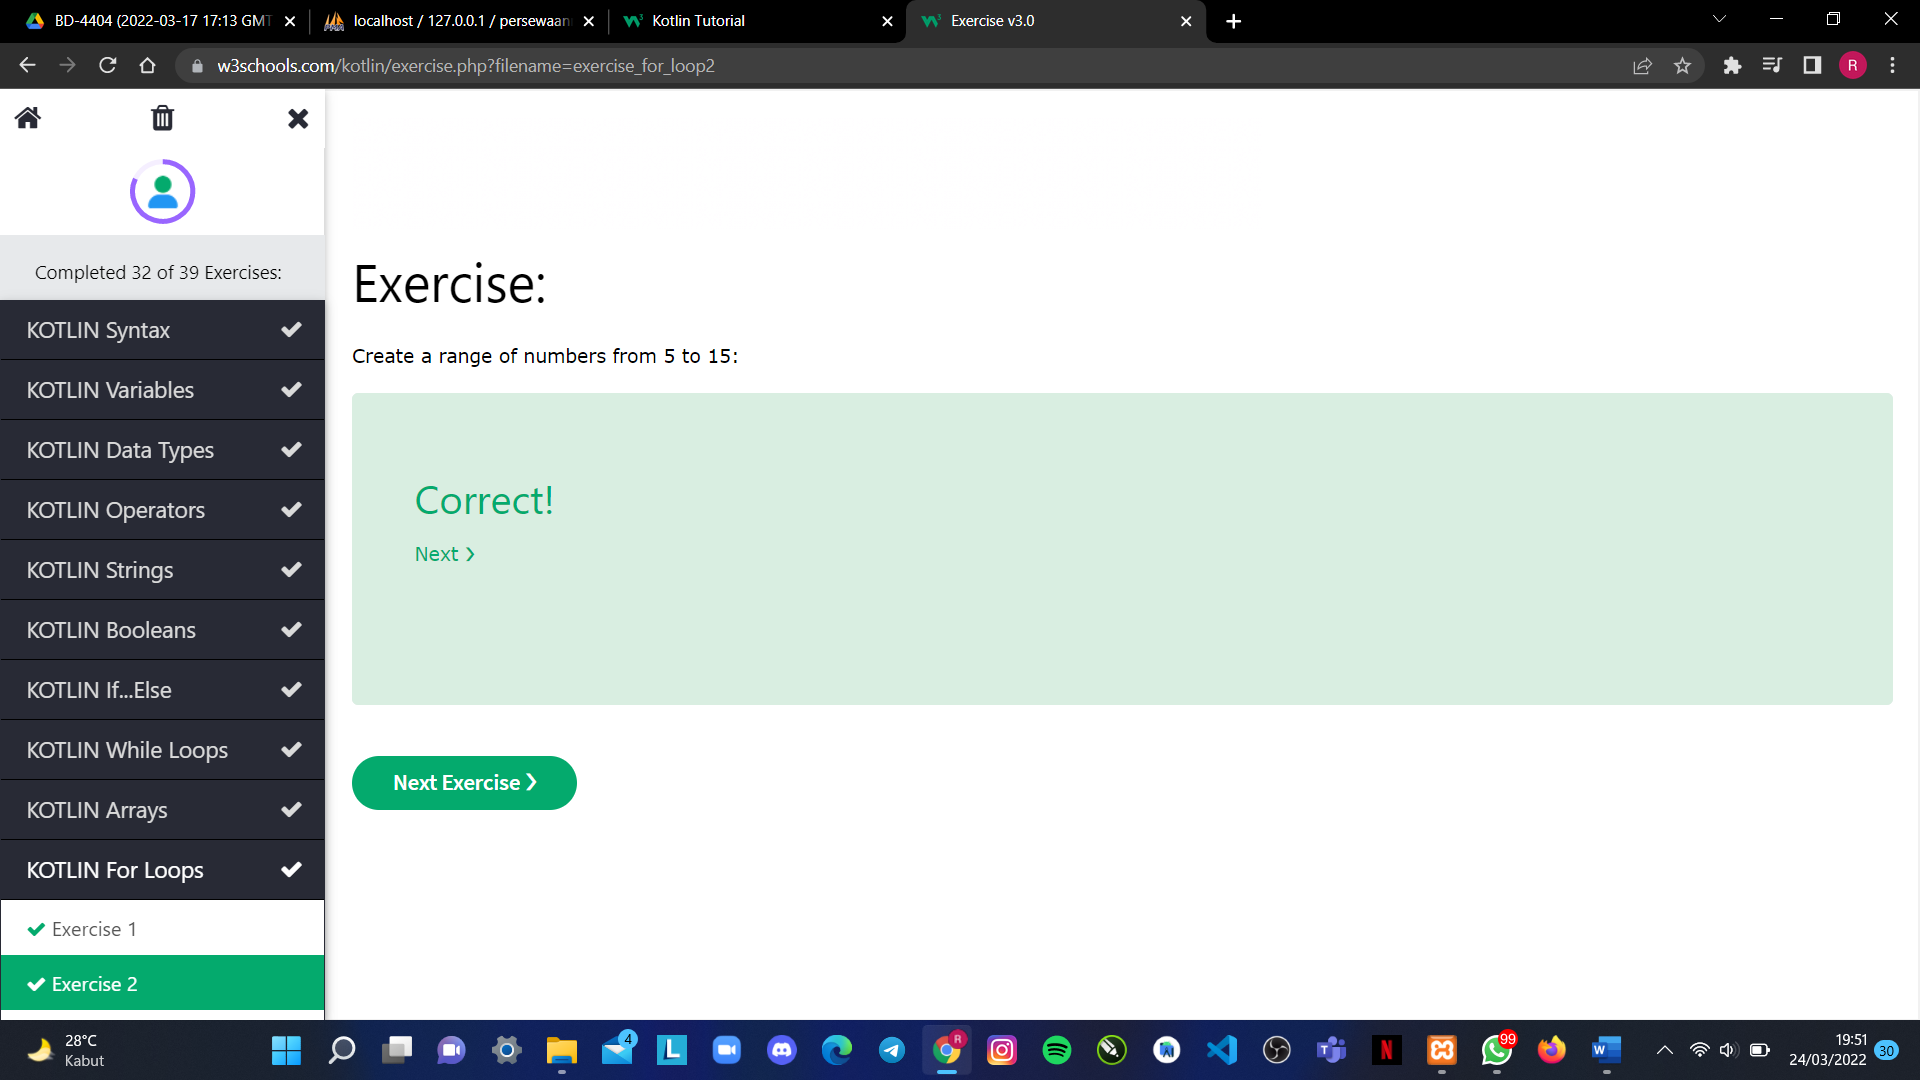 BD-4404 (2022-03-17 17:13 GMT
localhost / 127.0.0.1 / persewaan
Kotlin Tutorial
Exercise v3.0
w3schools.com/kotlin/exercise.php?filename=exercise_for_loop2
R
Completed 32 of 39 Exercises:
KOTLIN Syntax
KOTLIN Variables
KOTLIN Data Types
KOTLIN Operators
KOTLIN Strings
KOTLIN Booleans
KOTLIN If...Else
KOTLIN While Loops
KOTLIN Arrays
KOTLIN For Loops
Exercise 1
Exercise 2
Exercise:
Create a range of numbers from 5 to 15:
Correct!
Next ❯
Next Exercise ❯
28°C
Kabut
4
L
R
N
99
W
19:51
24/03/2022
30